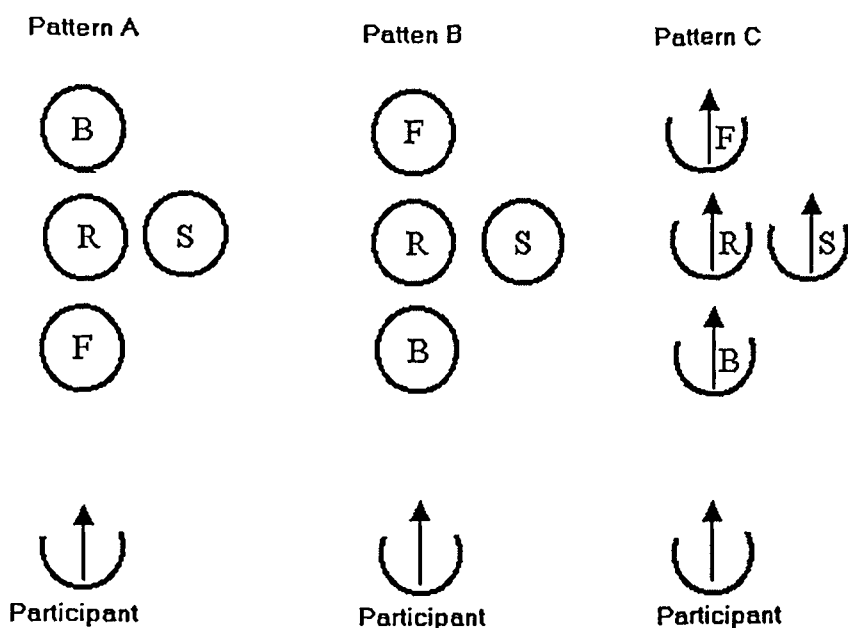 Pattern A
Patten B
Pattern C
B
F
F
R S
R S
R S
F
B
B
Participant
Participant
Participant